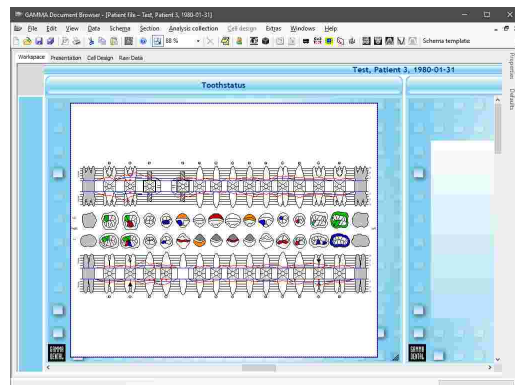 GAMMA Document Browser - [Patient File - Test, Patient 3, 1980-01-31]
File Edit View Data Schema Section Analysis collection Cell design Extras Windows Help
88 % Schema template:
Workspace Presentation Cell Design Raw Data
Properties
Defaults
Test, Patient 3, 1980-01-31
Toothstatus
GAMMA
DENTAL
GAMMA
DENTAL